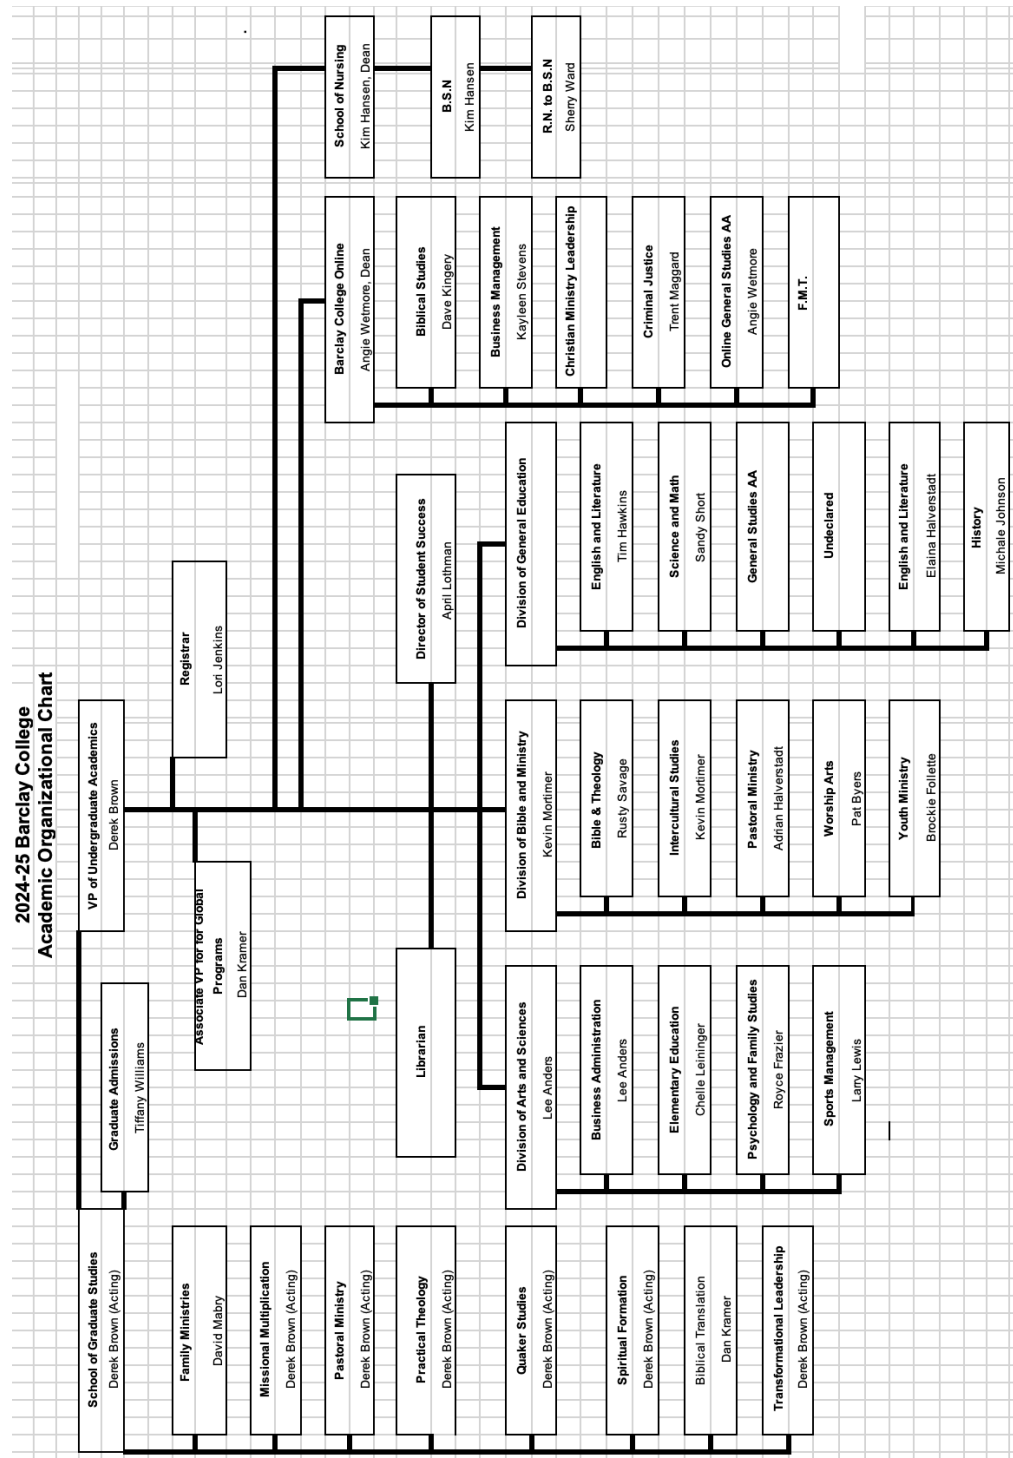 2024-25 Barclay College
Academic Organizational Chart
VP of Undergraduate Academics
Derek Brown
School of Graduate Studies
Derek Brown (Acting)
Graduate Admissions
Tiffany Williams
Registrar
Lori Jenkins
Associate VP for for Global
Programs
Dan Kramer
Family Ministries
David Mabry
Missional Multiplication
Derek Brown (Acting)
Pastoral Ministry
Derek Brown (Acting)
Practical Theology
Derek Brown (Acting)
Quaker Studies
Derek Brown (Acting)
Spiritual Formation
Derek Brown (Acting)
Biblical Translation
Dan Kramer
Transformational Leadership
Derek Brown (Acting)
Librarian
Director of Student Success
April Lothman
Division of Arts and Sciences
Lee Anders
Business Administration
Lee Anders
Elementary Education
Chelle Leininger
Psychology and Family Studies
Royce Frazier
Sports Management
Larry Lewis
Division of Bible and Ministry
Kevin Mortimer
Bible & Theology
Rusty Savage
Intercultural Studies
Kevin Mortimer
Pastoral Ministry
Adrian Halverstadt
Worship Arts
Pat Byers
Youth Ministry
Brockie Follette
Division of General Education
English and Literature
Tim Hawkins
Science and Math
Sandy Short
General Studies AA
Undeclared
English and Literature
Elaina Halverstadt
History
Michale Johnson
Barclay College Online
Angie Wetmore, Dean
Biblical Studies
Dave Kingery
Business Management
Kayleen Stevens
Christian Ministry Leadership
Criminal Justice
Trent Maggard
Online General Studies AA
Angie Wetmore
F.M.T.
School of Nursing
Kim Hansen, Dean
B.S.N
Kim Hansen
R.N. to B.S.N
Sherry Ward